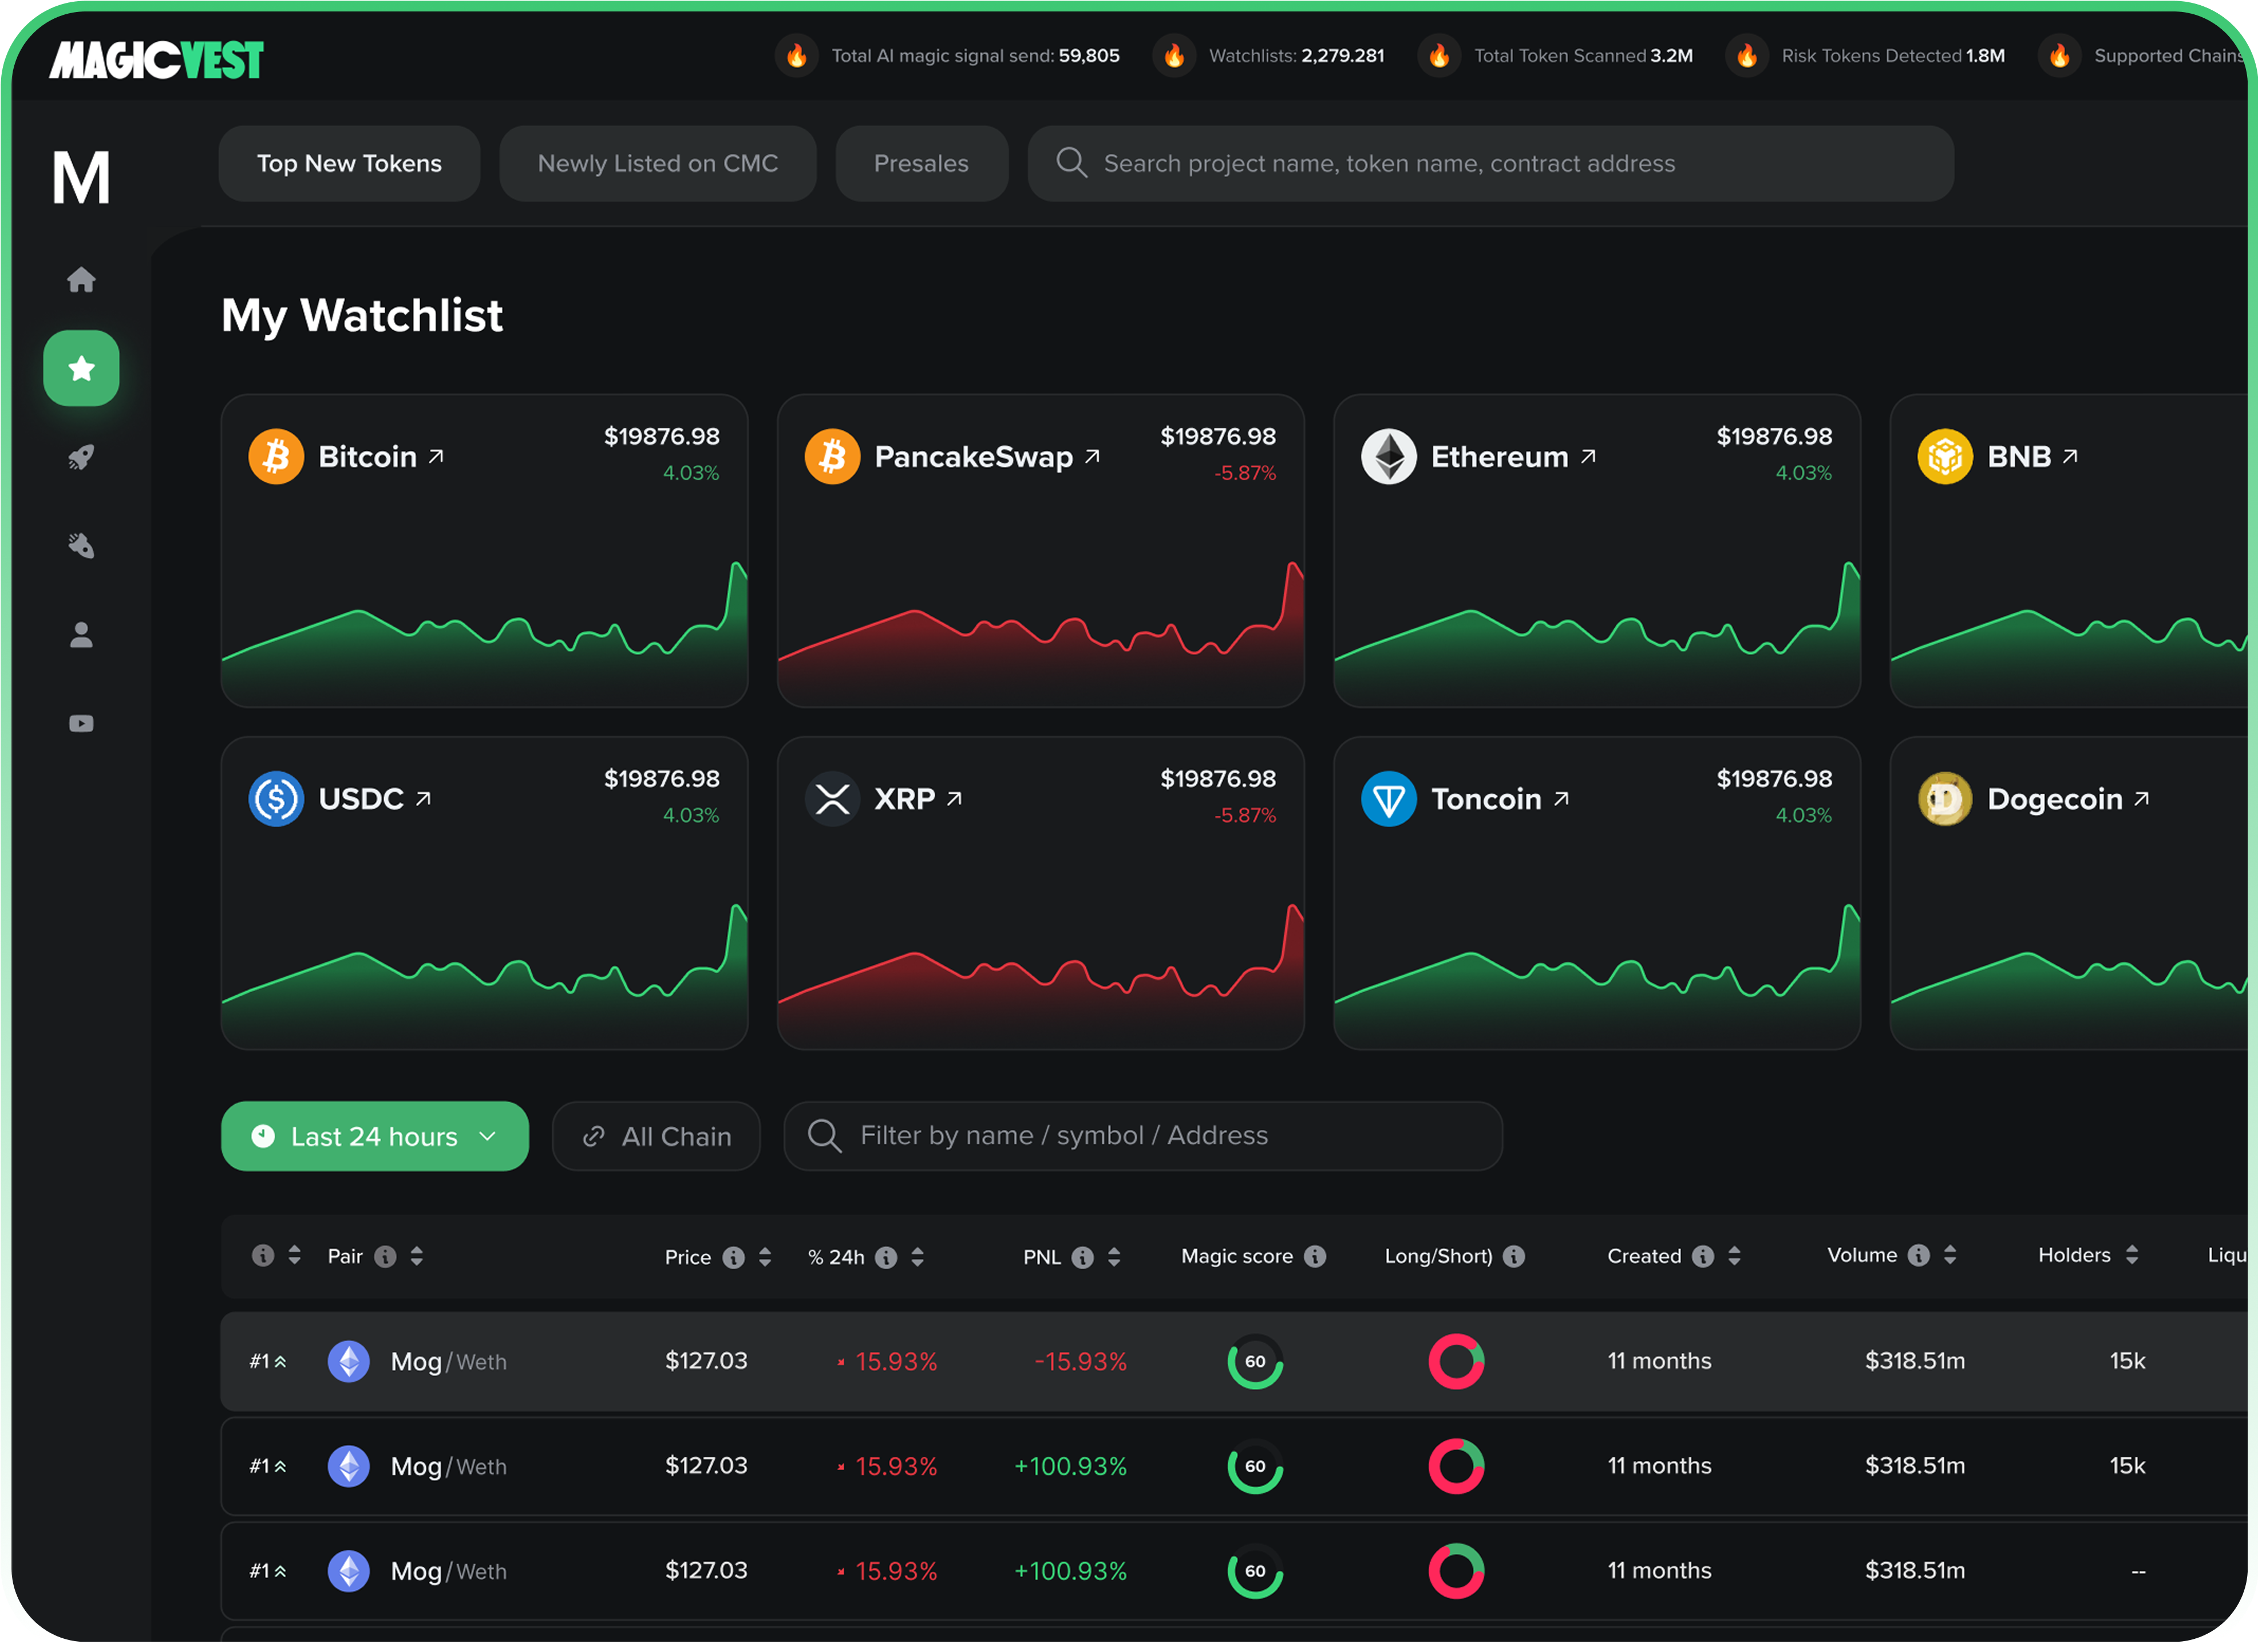 MAGICVEST
Total AI magic signal send: 59,805
Watchlists: 2,279.281
Total Token Scanned 3.2M
Risk Tokens Detected 1.8M
Supported Chains
M
Top New Tokens
Newly Listed on CMC
Presales
Search project name, token name, contract address
My Watchlist
Bitcoin
$19876.98
4.03%
PancakeSwap
$19876.98
-5.87%
Ethereum
$19876.98
4.03%
BNB
USDC
$19876.98
4.03%
XRP
$19876.98
-5.87%
Toncoin
$19876.98
4.03%
Dogecoin
Last 24 hours
All Chain
Filter by name / symbol / Address
Pair Price % 24h PNL Magic score Long/Short) Created Volume Holders Liqu
#1 Mog/Weth $127.03 15.93% -15.93% 60 11 months $318.51m 15k
#1 Mog/Weth $127.03 15.93% +100.93% 60 11 months $318.51m 15k
#1 Mog/Weth $127.03 15.93% +100.93% 60 11 months $318.51m --